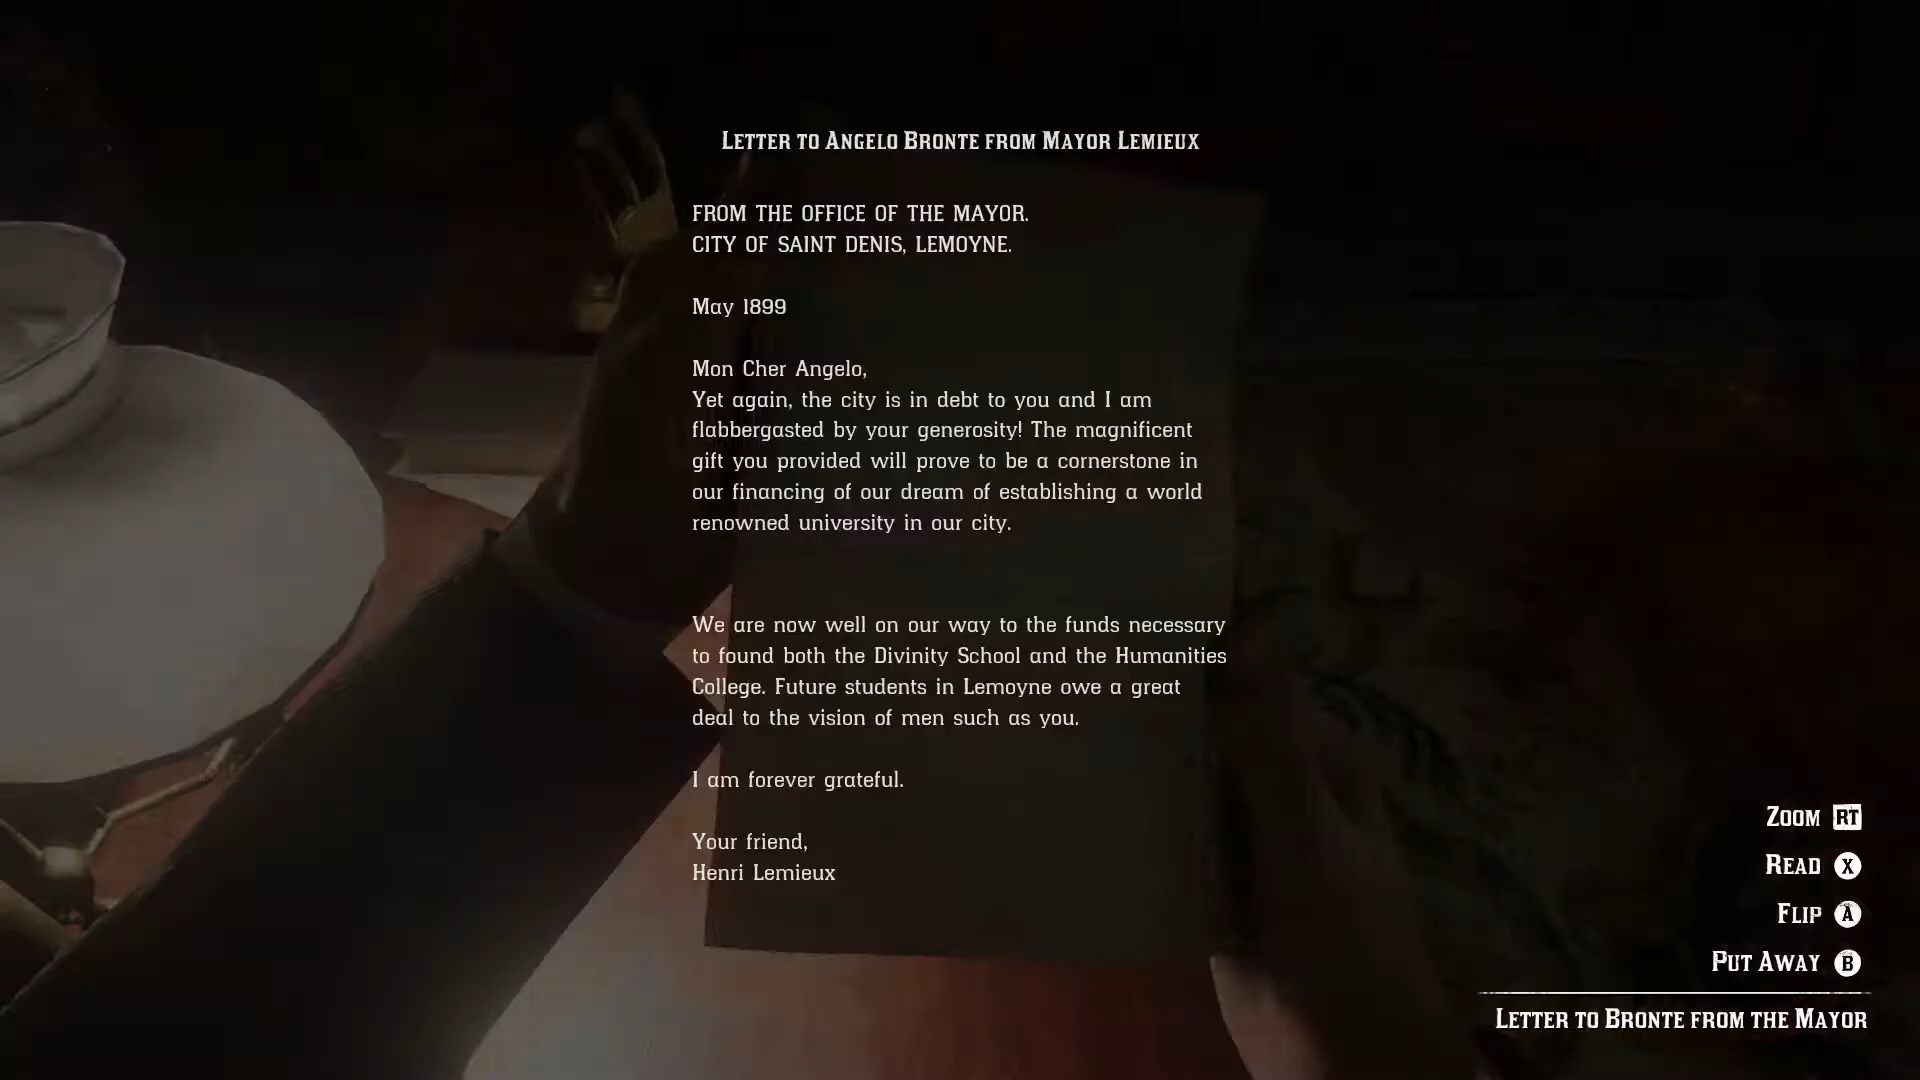 Letter to Angelo Bronte from Mayor Lemieux
FROM THE OFFICE OF THE MAYOR.
CITY OF SAINT DENIS, LEMOYNE.
May 1899
Mon Cher Angelo,
Yet again, the city is in debt to you and I am
flabbergasted by your generosity! The magnificent
gift you provided will prove to be a cornerstone in
our financing of our dream of establishing a world
renowned university in our city.
We are now well on our way to the funds necessary
to found both the Divinity School and the Humanities
College. Future students in Lemoyne owe a great
deal to the vision of men such as you.
I am forever grateful.
Your friend,
Henri Lemieux
Zoom RT
Read X
Flip A
Put Away B
Letter to Bronte from the Mayor